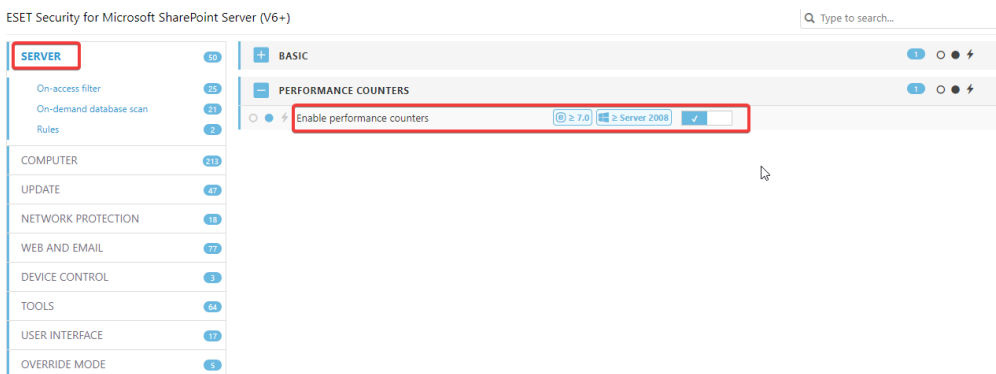 ESET Security for Microsoft SharePoint Server (V6+)
Type to search...
SERVER 50
On-access filter 25
On-demand database scan 21
Rules 2
COMPUTER 213
UPDATE 47
NETWORK PROTECTION 18
WEB AND EMAIL 77
DEVICE CONTROL 3
TOOLS 64
USER INTERFACE 17
OVERRIDE MODE 5
BASIC 1
PERFORMANCE COUNTERS 1
Enable performance counters ≥ 7.0 ≥ Server 2008